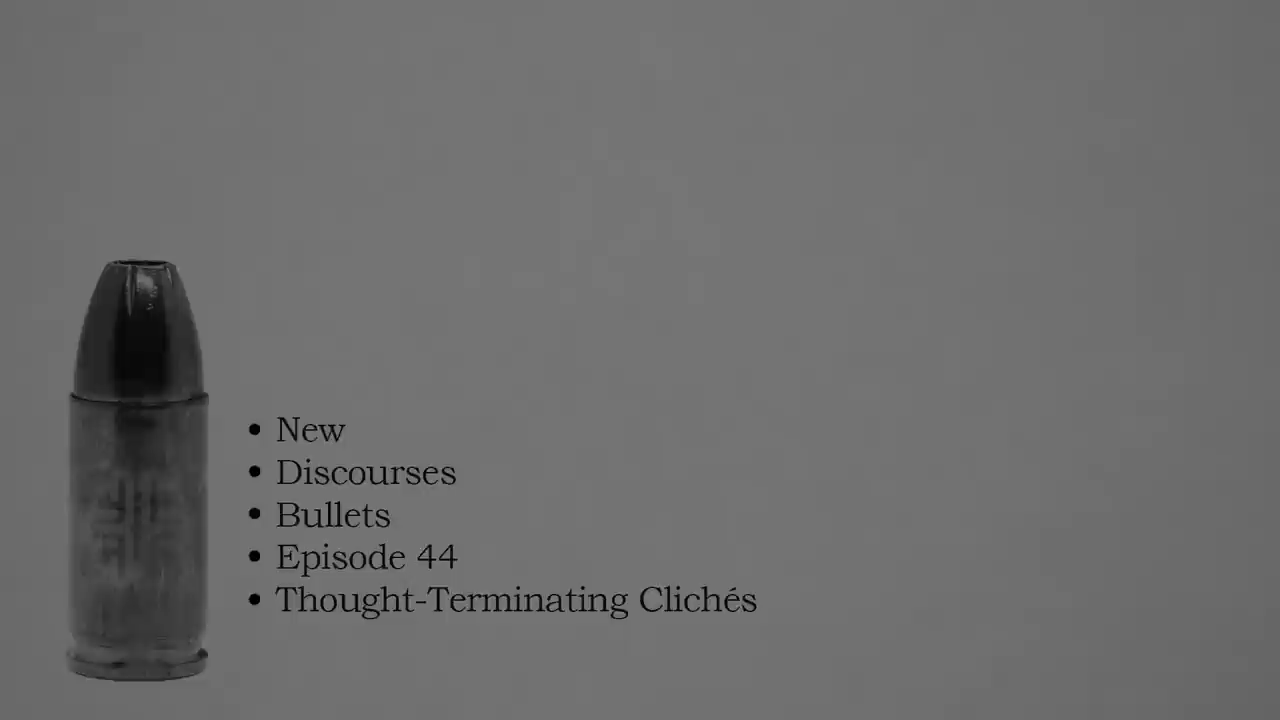 New
Discourses
Bullets
Episode 44
Thought-Terminating Clichés